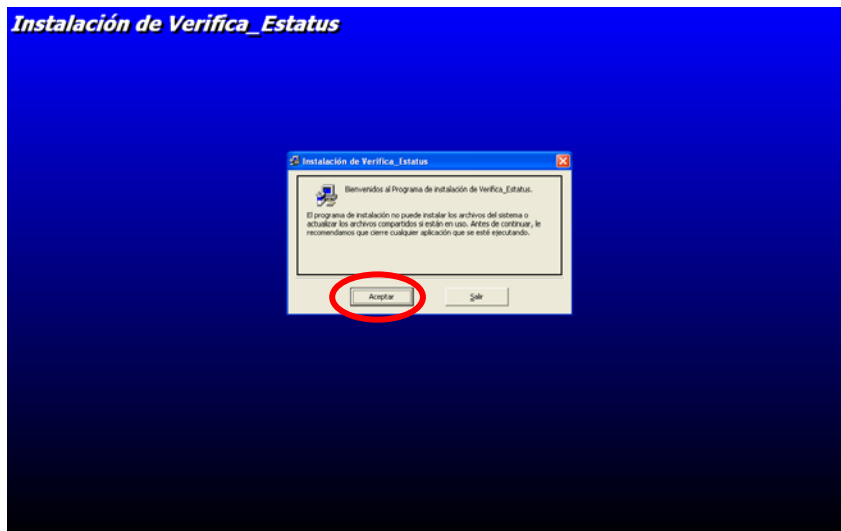 Instalación de Verifica_Estatus
Instalación de Verifica_Estatus
Bienvenidos al Programa de instalación de Verifica_Estatus.
El programa de instalación no puede instalar los archivos del sistema o
actualizar los archivos compartidos si están en uso. Antes de continuar, le
recomendamos que cierre cualquier aplicación que se esté ejecutando.
Aceptar
Salir